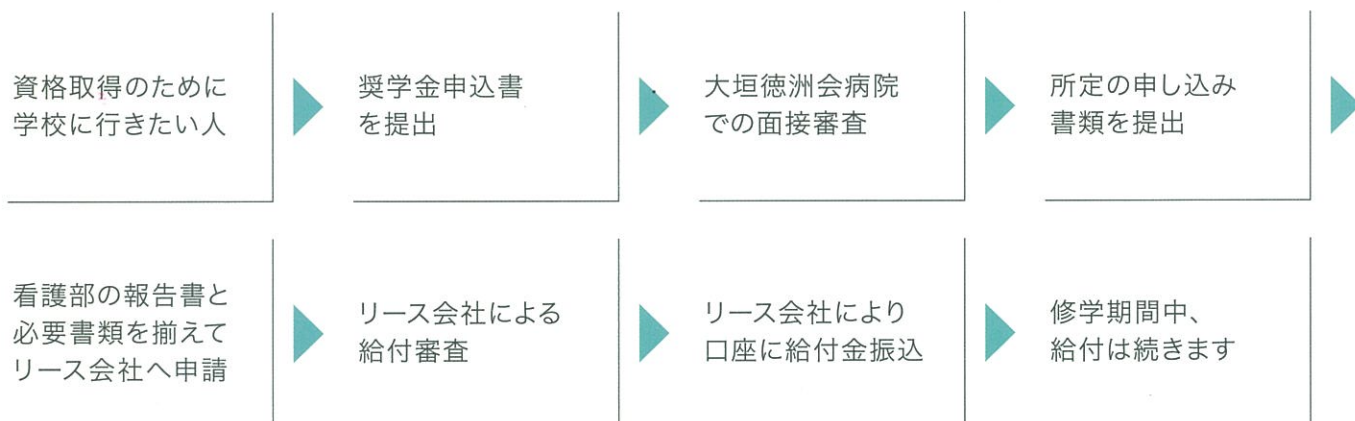 資格取得のために
学校に行きたい人
奨学金申込書
を提出
大垣徳洲会病院
での面接審査
所定の申し込み
書類を提出
看護部の報告書と
必要書類を揃えて
リース会社へ申請
リース会社による
給付審査
リース会社により
口座に給付金振込
修学期間中、
給付は続きます